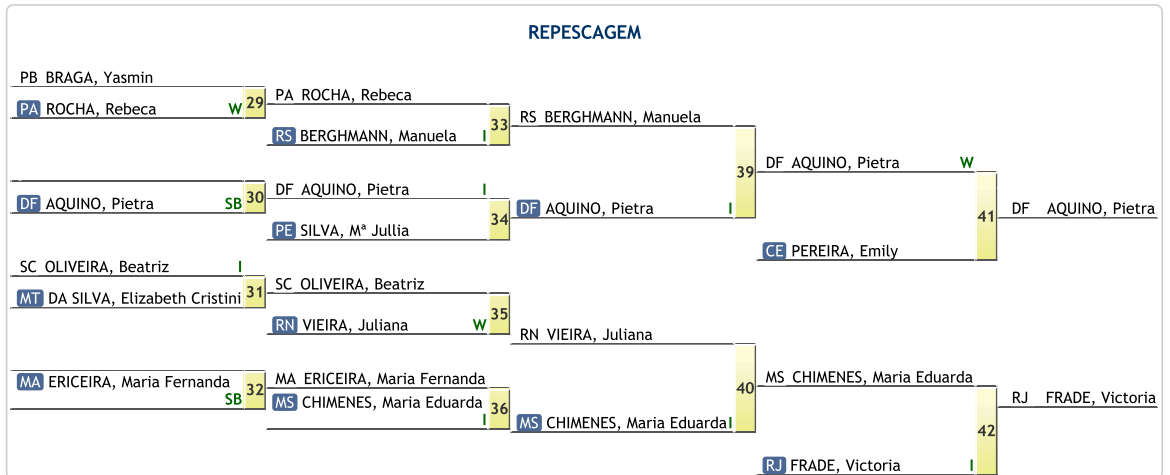 REPESCAGEM
PB BRAGA, Yasmin
PA ROCHA, Rebeca W
29
PA ROCHA, Rebeca
RS BERGHMANN, Manuela I
33
RS BERGHMANN, Manuela
DF AQUINO, Pietra SB
30
DF AQUINO, Pietra I
PE SILVA, Mª Jullia
34
DF AQUINO, Pietra I
39
DF AQUINO, Pietra W
CE PEREIRA, Emily
41
DF AQUINO, Pietra
SC OLIVEIRA, Beatriz I
MT DA SILVA, Elizabeth Cristini
31
SC OLIVEIRA, Beatriz
RN VIEIRA, Juliana W
35
RN VIEIRA, Juliana
MA ERICEIRA, Maria Fernanda
SB
32
MA ERICEIRA, Maria Fernanda
MS CHIMENES, Maria Eduarda
I
36
MS CHIMENES, Maria Eduarda I
40
MS CHIMENES, Maria Eduarda
RJ FRADE, Victoria I
42
RJ FRADE, Victoria